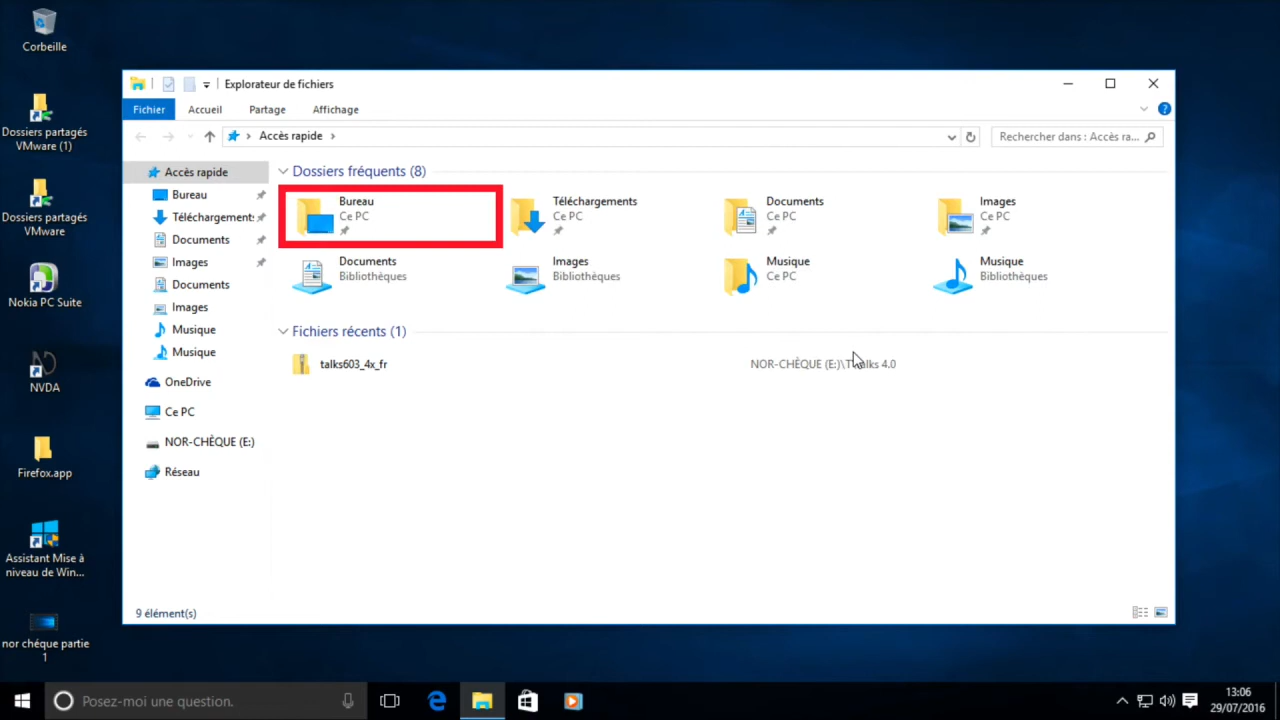 Corbeille
Dossiers partagés
VMware (1)
Dossiers partagés
VMware
Nokia PC Suite
NVDA
Firefox.app
Assistant Mise à
niveau de Win...
nor chéque partie
1
Explorateur de fichiers
Fichier Accueil Partage Affichage
Accès rapide
Rechercher dans : Accès ra...
Accès rapide
Bureau
Téléchargement
Documents
Images
Documents
Images
Musique
Musique
OneDrive
Ce PC
NOR-CHÈQUE (E:)
Réseau
Dossiers fréquents (8)
Bureau
Ce PC
Téléchargements
Ce PC
Documents
Ce PC
Images
Ce PC
Documents
Bibliothèques
Images
Bibliothèques
Musique
Ce PC
Musique
Bibliothèques
Fichiers récents (1)
talks603_4x_fr NOR-CHÈQUE (E:)\ 4.0
9 élément(s)
Posez-moi une question.
13:06
29/07/2016